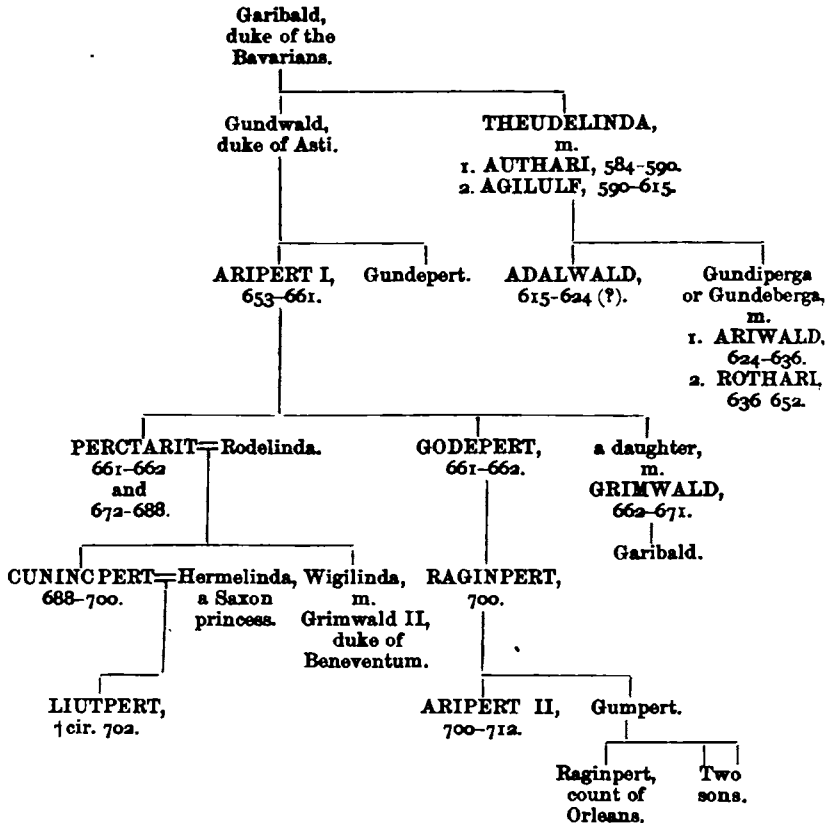 Garibald,
duke of the
Bavarians.
Gundwald,
duke of Asti.
THEUDELINDA,
m.
1. AUTHARI, 584-590.
2. AGILULF, 590-615.
ARIPERT I,
653-661.
Gundepert.
ADALWALD,
615-624 (?).
Gundiperga
or Gundeberga,
m.
1. ARIWALD,
624-636.
2. ROTHARI,
636 652.
PERCTARIT=Rodelinda.
661-662
and
672-688.
GODEPERT,
661-662.
a daughter,
m.
GRIMWALD,
662-671.
Garibald.
CUNINCPERT=Hermelinda,
688-700.
a Saxon
princess.
Wigilinda,
m.
Grimwald II,
duke of
Beneventum.
RAGINPERT,
700.
LIUTPERT,
†cir. 702.
ARIPERT II,
700-712.
Gumpert.
Raginpert,
count of
Orleans.
Two
sons.